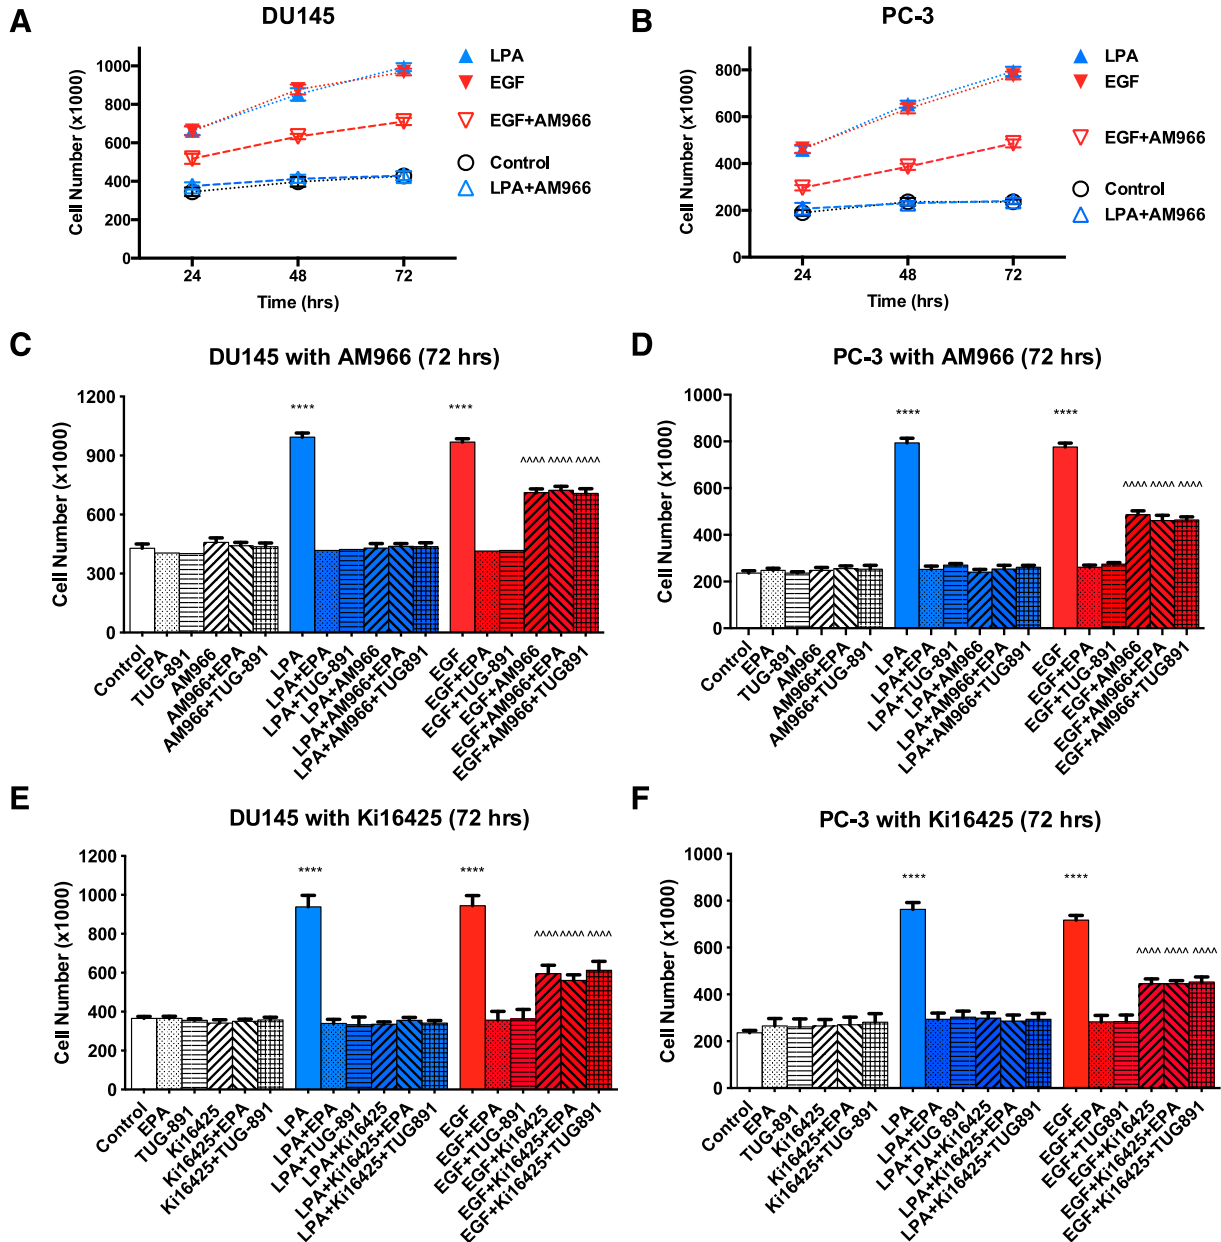 A
DU145
Cell Number (x1000)
1000
800
600
400
200
0
24
48
72
Time (hrs)
LPA
EGF
EGF+AM966
Control
LPA+AM966
B
PC-3
Cell Number (x1000)
800
600
400
200
0
24
48
72
Time (hrs)
LPA
EGF
EGF+AM966
Control
LPA+AM966
C
DU145 with AM966 (72 hrs)
Cell Number (x1000)
1200
900
600
300
0
****
****
^^^^ ^^^^ ^^^^
Control
EPA
TUG-891
AM966
AM966+EPA
AM966+TUG-891
LPA
LPA+EPA
LPA+TUG-891
LPA+AM966
LPA+AM966+EPA
LPA+AM966+TUG891
EGF
EGF+EPA
EGF+TUG-891
EGF+AM966
EGF+AM966+EPA
EGF+AM966+TUG891
D
PC-3 with AM966 (72 hrs)
Cell Number (x1000)
1000
800
600
400
200
0
****
****
^^^^ ^^^^ ^^^^
Control
EPA
TUG-891
AM966
AM966+EPA
AM966+TUG-891
LPA
LPA+EPA
LPA+TUG-891
LPA+AM966
LPA+AM966+EPA
LPA+AM966+TUG891
EGF
EGF+EPA
EGF+TUG-891
EGF+AM966
EGF+AM966+EPA
EGF+AM966+TUG891
E
DU145 with Ki16425 (72 hrs)
Cell Number (x1000)
1200
1000
800
600
400
200
0
****
****
^^^^ ^^^^ ^^^^
Control
EPA
TUG-891
Ki16425
Ki16425+EPA
Ki16425+TUG-891
LPA
LPA+EPA
LPA+TUG-891
LPA+Ki16425
LPA+Ki16425+EPA
LPA+Ki16425+TUG891
EGF
EGF+EPA
EGF+TUG-891
EGF+Ki16425
EGF+Ki16425+EPA
EGF+Ki16425+TUG891
F
PC-3 with Ki16425 (72 hrs)
Cell Number (x1000)
1000
800
600
400
200
0
****
****
^^^^ ^^^^ ^^^^
Control
EPA
TUG-891
Ki16425
Ki16425+EPA
Ki16425+TUG-891
LPA
LPA+EPA
LPA+TUG 891
LPA+Ki16425
LPA+Ki16425+EPA
LPA+Ki16425+TUG891
EGF
EGF+EPA
EGF+TUG891
EGF+Ki16425
EGF+Ki16425+EPA
EGF+Ki16425+TUG891